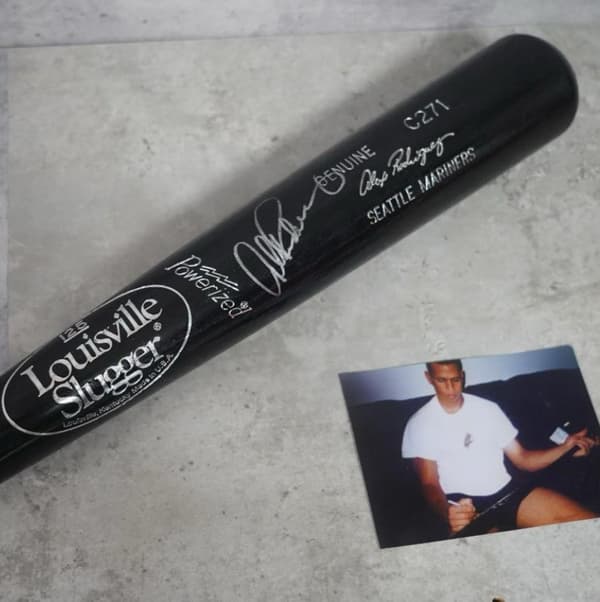 C271
GENUINE
Alex Rodriguez
SEATTLE MARINERS
Powerized®
125
Louisville
Slugger®
Louisville, Kentucky Made in U.S.A.